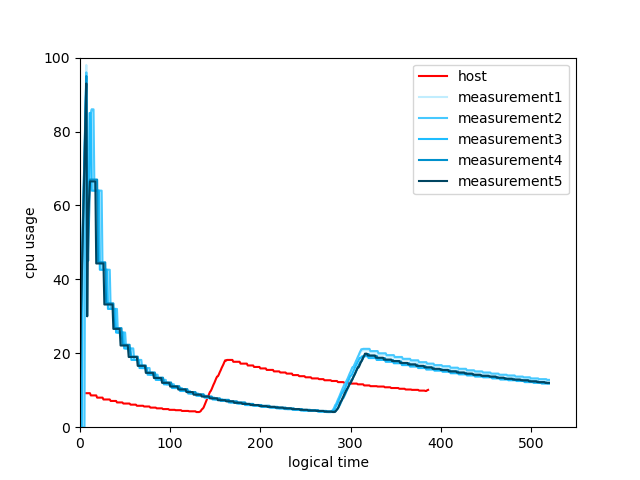 100
80
60
40
20
0
0 100 200 300 400 500
cpu usage
logical time
host
measurement1
measurement2
measurement3
measurement4
measurement5